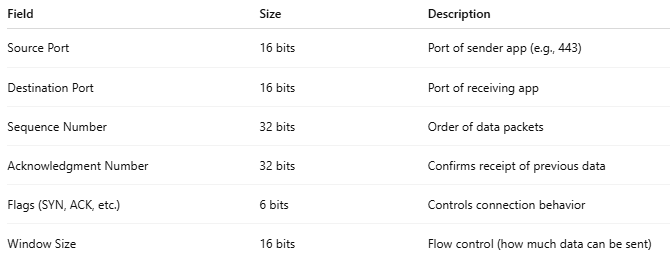 Field Size Description
Source Port 16 bits Port of sender app (e.g., 443)
Destination Port 16 bits Port of receiving app
Sequence Number 32 bits Order of data packets
Acknowledgment Number 32 bits Confirms receipt of previous data
Flags (SYN, ACK, etc.) 6 bits Controls connection behavior
Window Size 16 bits Flow control (how much data can be sent)